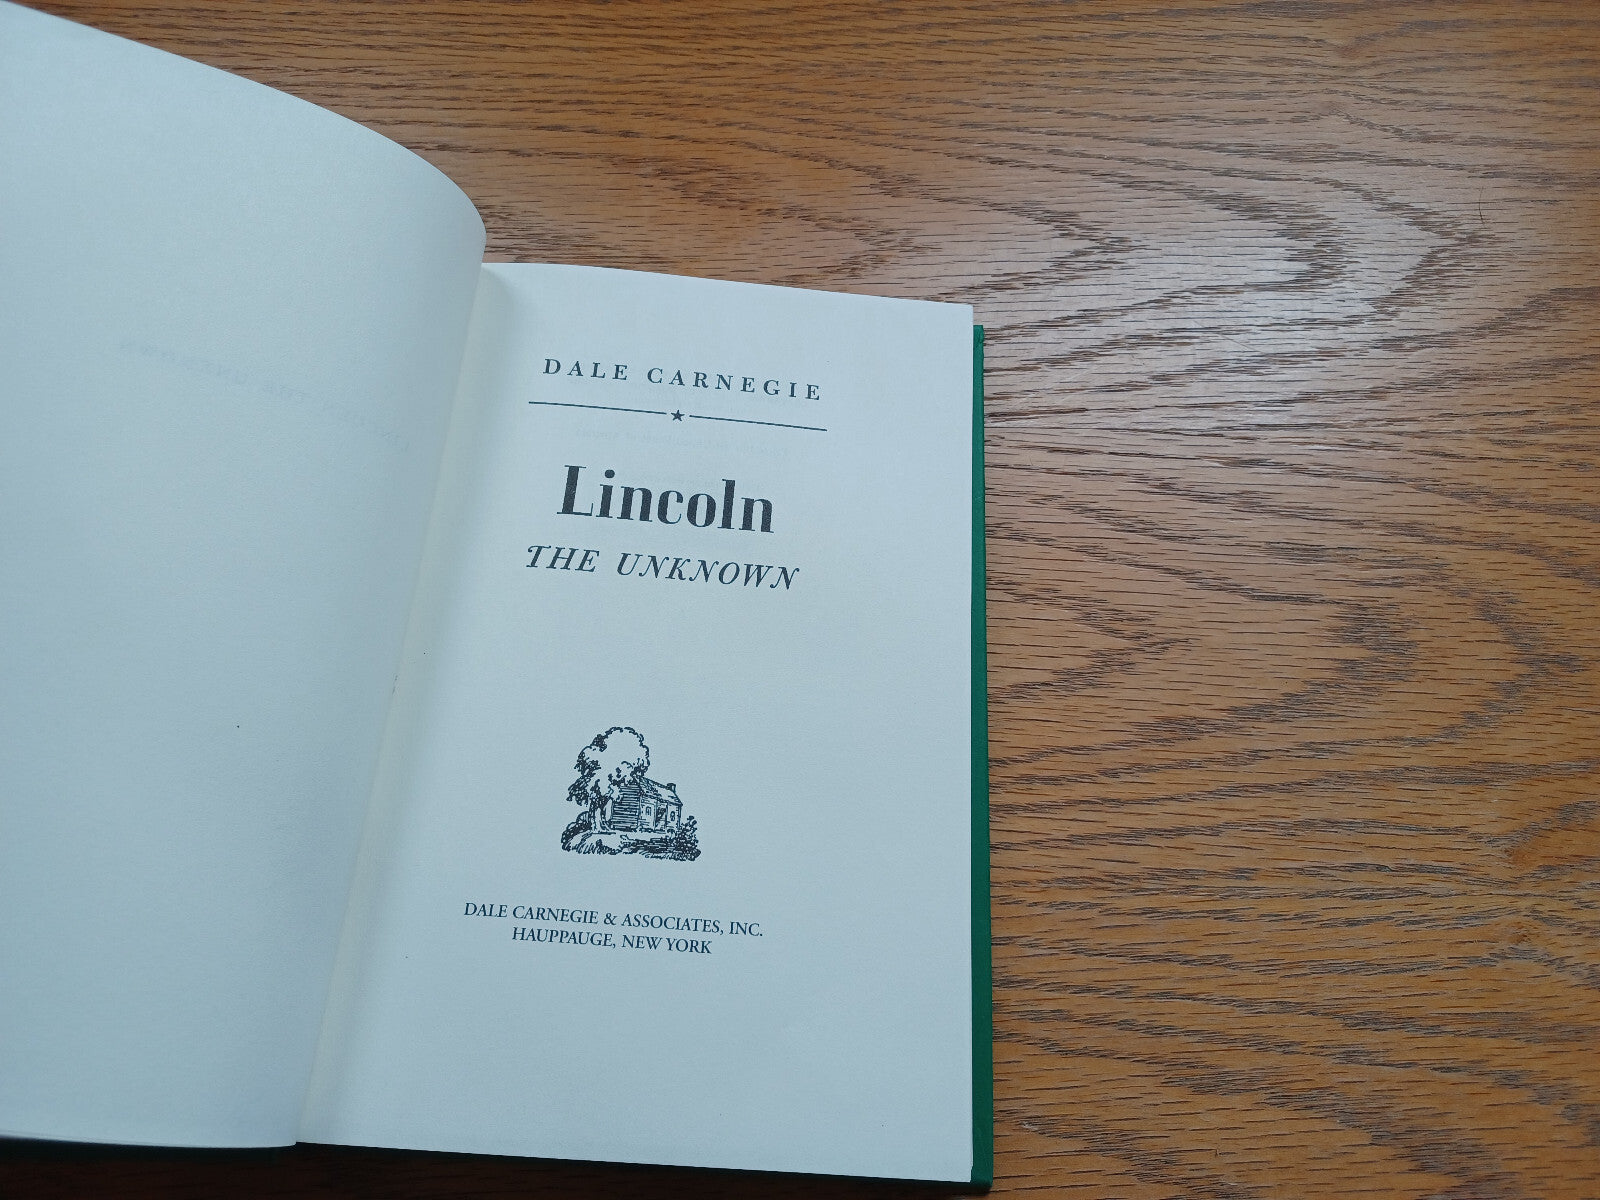 DALE CARNEGIE
Lincoln
THE UNKNOWN
DALE CARNEGIE & ASSOCIATES, INC.
HAUPPAUGE, NEW YORK